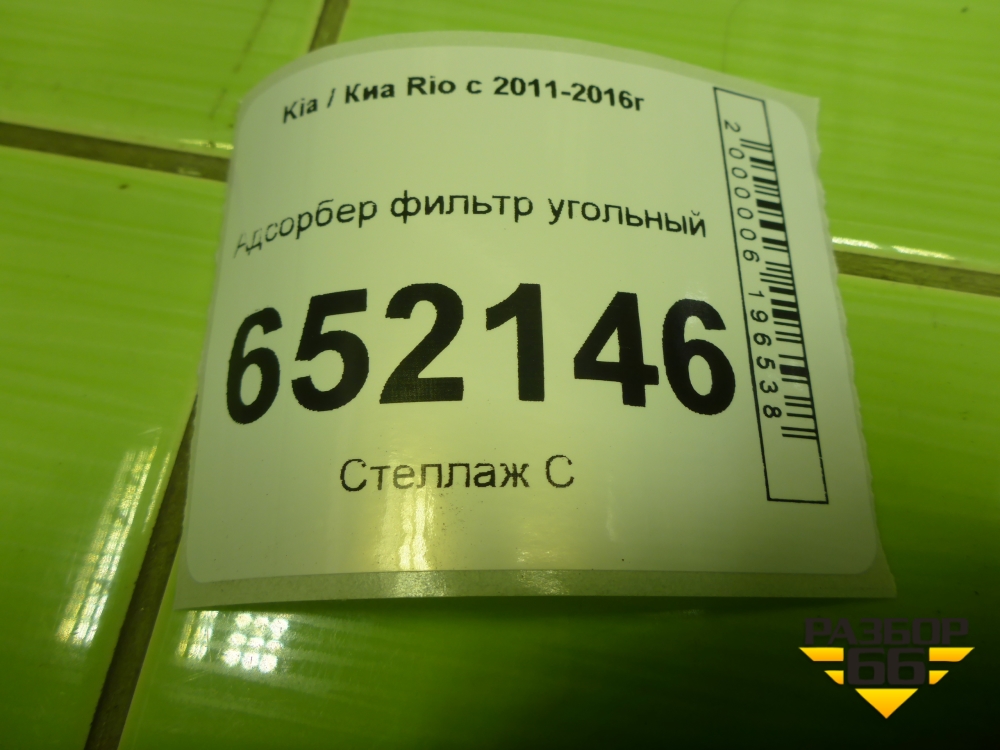 Kia / Киа Rio с 2011-2016г
Адсорбер фильтр угольный
652146
Стеллаж С
2000006196538
РАЗБОР
66